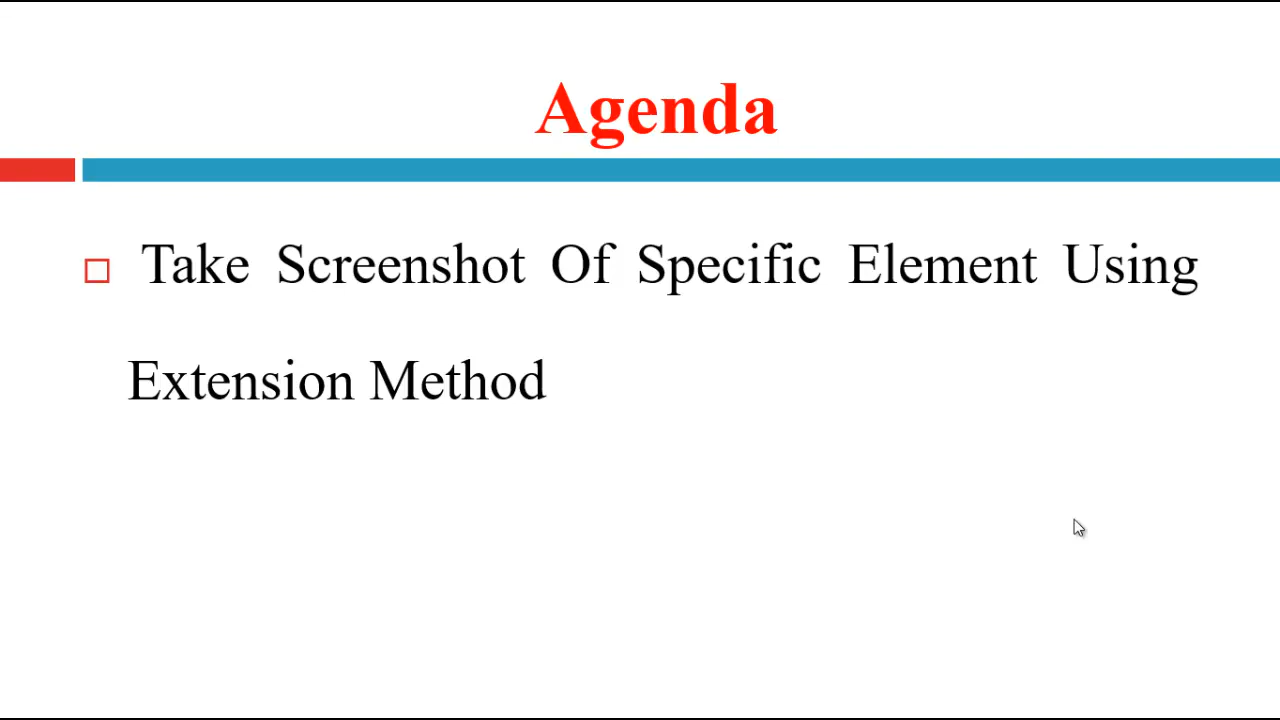 Agenda
Take Screenshot Of Specific Element Using
Extension Method